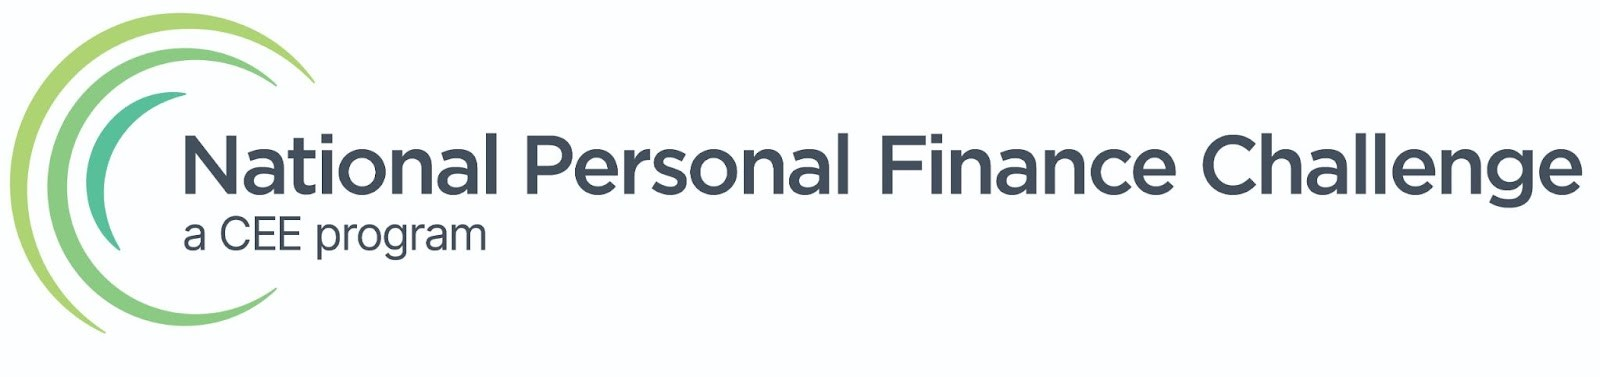 National Personal Finance Challenge
a CEE program